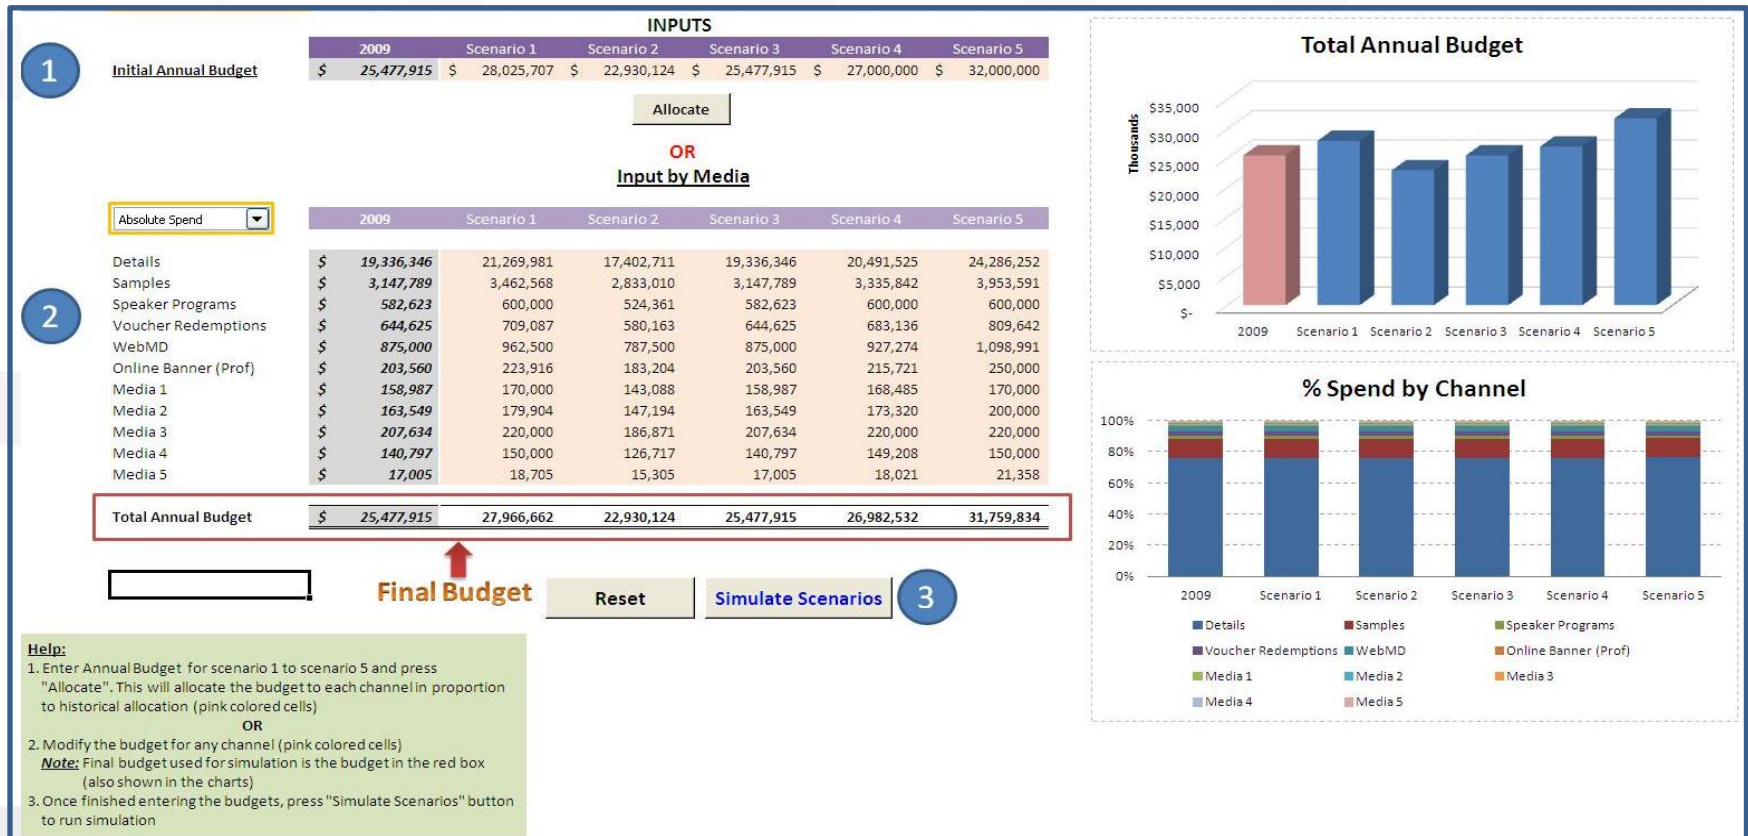 INPUTS
2009 Scenario 1 Scenario 2 Scenario 3 Scenario 4 Scenario 5
1 Initial Annual Budget $ 25,477,915 $ 28,025,707 $ 22,930,124 $ 25,477,915 $ 27,000,000 $ 32,000,000
Allocate
OR
Input by Media
Absolute Spend 2009 Scenario 1 Scenario 2 Scenario 3 Scenario 4 Scenario 5
2
Details $ 19,336,346 21,269,981 17,402,711 19,336,346 20,491,525 24,286,252
Samples $ 3,147,789 3,462,568 2,833,010 3,147,789 3,335,842 3,953,591
Speaker Programs $ 582,623 600,000 524,361 582,623 600,000 600,000
Voucher Redemptions $ 644,625 709,087 580,163 644,625 683,136 809,642
WebMD $ 875,000 962,500 787,500 875,000 927,274 1,098,991
Online Banner (Prof) $ 203,560 223,916 183,204 203,560 215,721 250,000
Media 1 $ 158,987 170,000 143,088 158,987 168,485 170,000
Media 2 $ 163,549 179,904 147,194 163,549 173,320 200,000
Media 3 $ 207,634 220,000 186,871 207,634 220,000 220,000
Media 4 $ 140,797 150,000 126,717 140,797 149,208 150,000
Media 5 $ 17,005 18,705 15,305 17,005 18,021 21,358
Total Annual Budget $ 25,477,915 27,966,662 22,930,124 25,477,915 26,982,532 31,759,834
Final Budget
Reset
Simulate Scenarios
3
Help:
1. Enter Annual Budget for scenario 1 to scenario 5 and press
"Allocate". This will allocate the budget to each channel in proportion
to historical allocation (pink colored cells)
OR
2. Modify the budget for any channel (pink colored cells)
Note: Final budget used for simulation is the budget in the red box
(also shown in the charts)
3. Once finished entering the budgets, press "Simulate Scenarios" button
to run simulation
Total Annual Budget
Thousands
$35,000
$30,000
$25,000
$20,000
$15,000
$10,000
$5,000
$-
2009 Scenario 1 Scenario 2 Scenario 3 Scenario 4 Scenario 5
% Spend by Channel
100%
80%
60%
40%
20%
0%
2009 Scenario 1 Scenario 2 Scenario 3 Scenario 4 Scenario 5
Details Samples Speaker Programs
Voucher Redemptions WebMD Online Banner (Prof)
Media 1 Media 2 Media 3
Media 4 Media 5